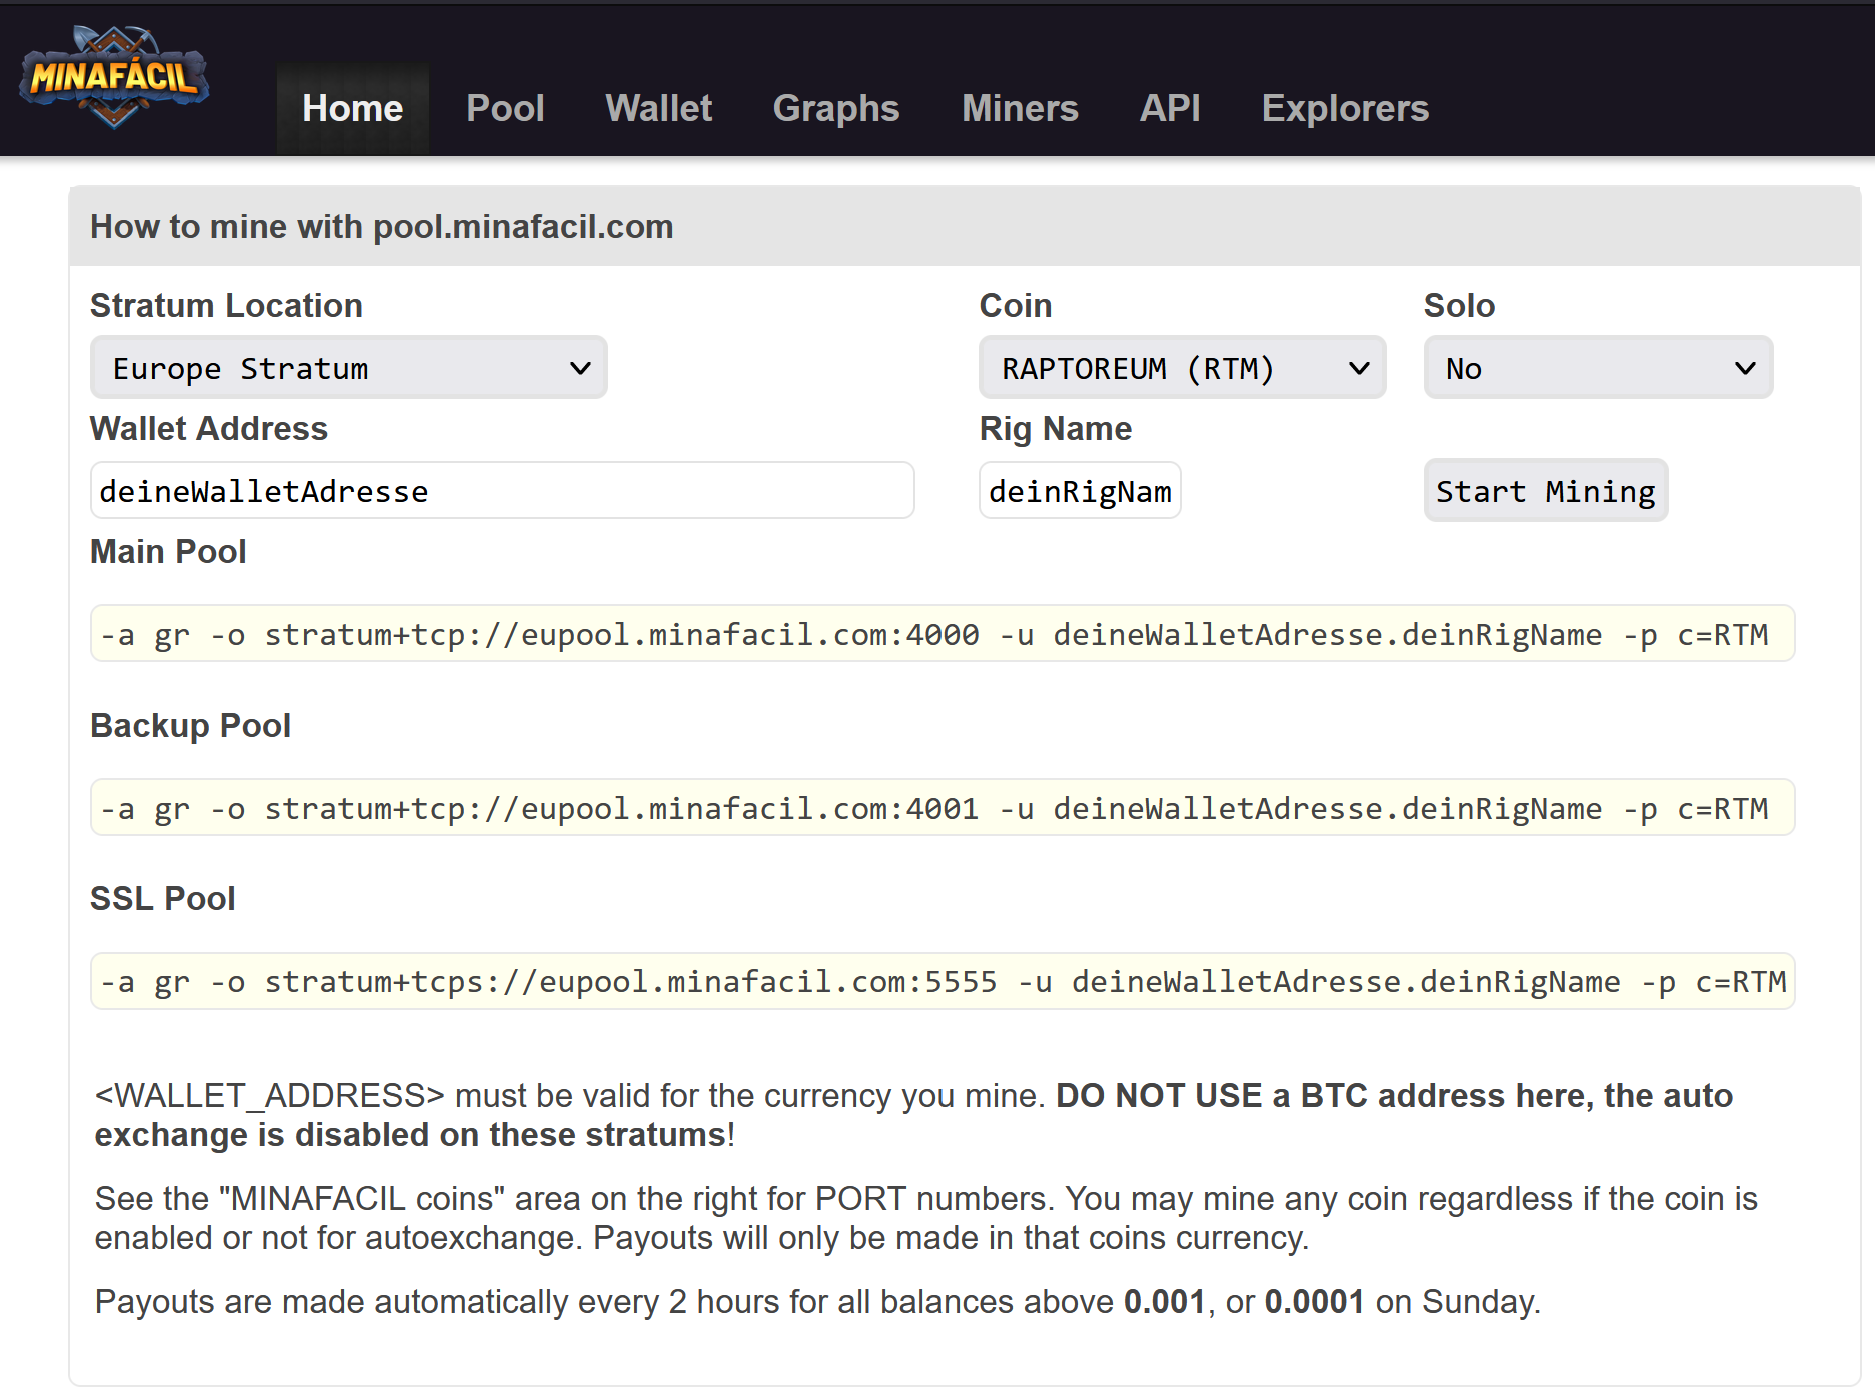 MINAFÁCIL
Home Pool Wallet Graphs Miners API Explorers
How to mine with pool.minafacil.com
Stratum Location Coin Solo
Europe Stratum RAPTOREUM (RTM) No
Wallet Address Rig Name
deineWalletAdresse deinRigNam Start Mining
Main Pool
-a gr -o stratum+tcp://eupool.minafacil.com:4000 -u deineWalletAdresse.deinRigName -p c=RTM
Backup Pool
-a gr -o stratum+tcp://eupool.minafacil.com:4001 -u deineWalletAdresse.deinRigName -p c=RTM
SSL Pool
-a gr -o stratum+tcps://eupool.minafacil.com:5555 -u deineWalletAdresse.deinRigName -p c=RTM
<WALLET_ADDRESS> must be valid for the currency you mine. DO NOT USE a BTC address here, the auto
exchange is disabled on these stratums!
See the "MINAFACIL coins" area on the right for PORT numbers. You may mine any coin regardless if the coin is
enabled or not for autoexchange. Payouts will only be made in that coins currency.
Payouts are made automatically every 2 hours for all balances above 0.001, or 0.0001 on Sunday.